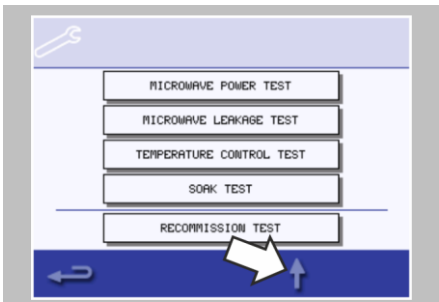 MICROWAVE POWER TEST
MICROWAVE LEAKAGE TEST
TEMPERATURE CONTROL TEST
SOAK TEST
RECOMMISSION TEST